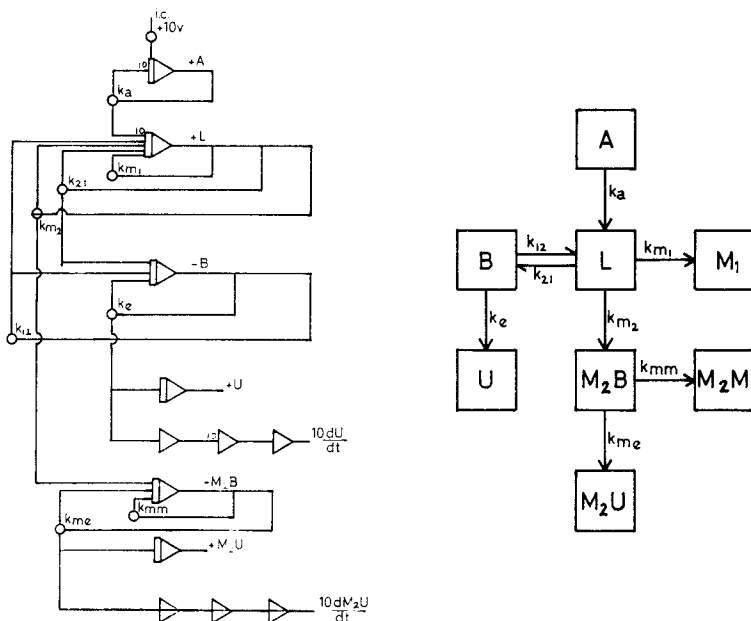 i.c.
+10v
10
+A
ka
10
+L
km₁
k₂₁
km₂
-B
ke
k₁₂
+U
10
10dU
dt
-M₂B
kmm
kme
+M₂U
10dM₂U
dt
A
ka
B
k₁₂
k₂₁
L
km₁
M₁
ke
km₂
U
M₂B
kmm
M₂M
kme
M₂U